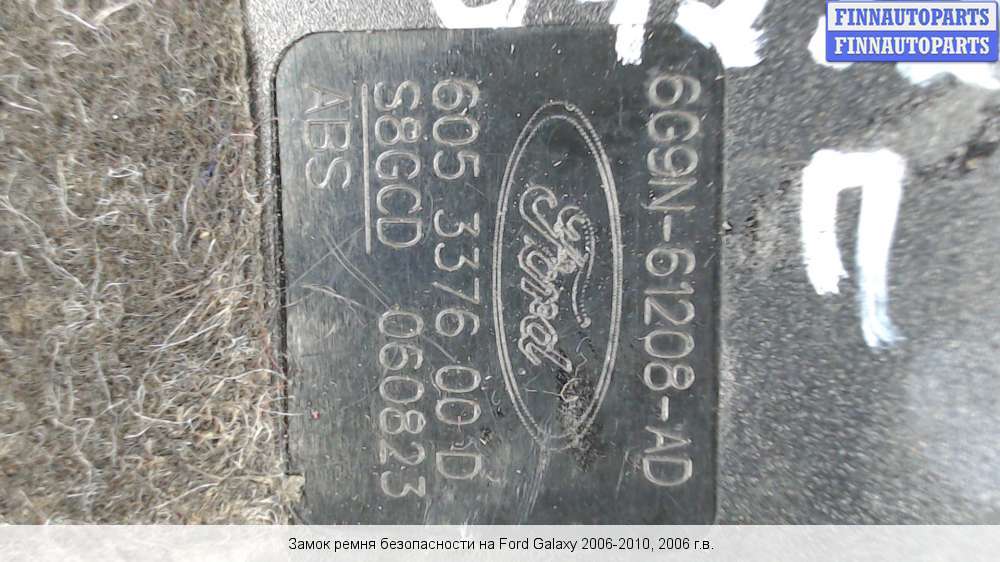 FINNAUTOPARTS
FINNAUTOPARTS
6G9N-61208-AD
Ford
605 3376/00-D
S8GCD 060823
ABS
Замок ремня безопасности на Ford Galaxy 2006-2010, 2006 г.в.